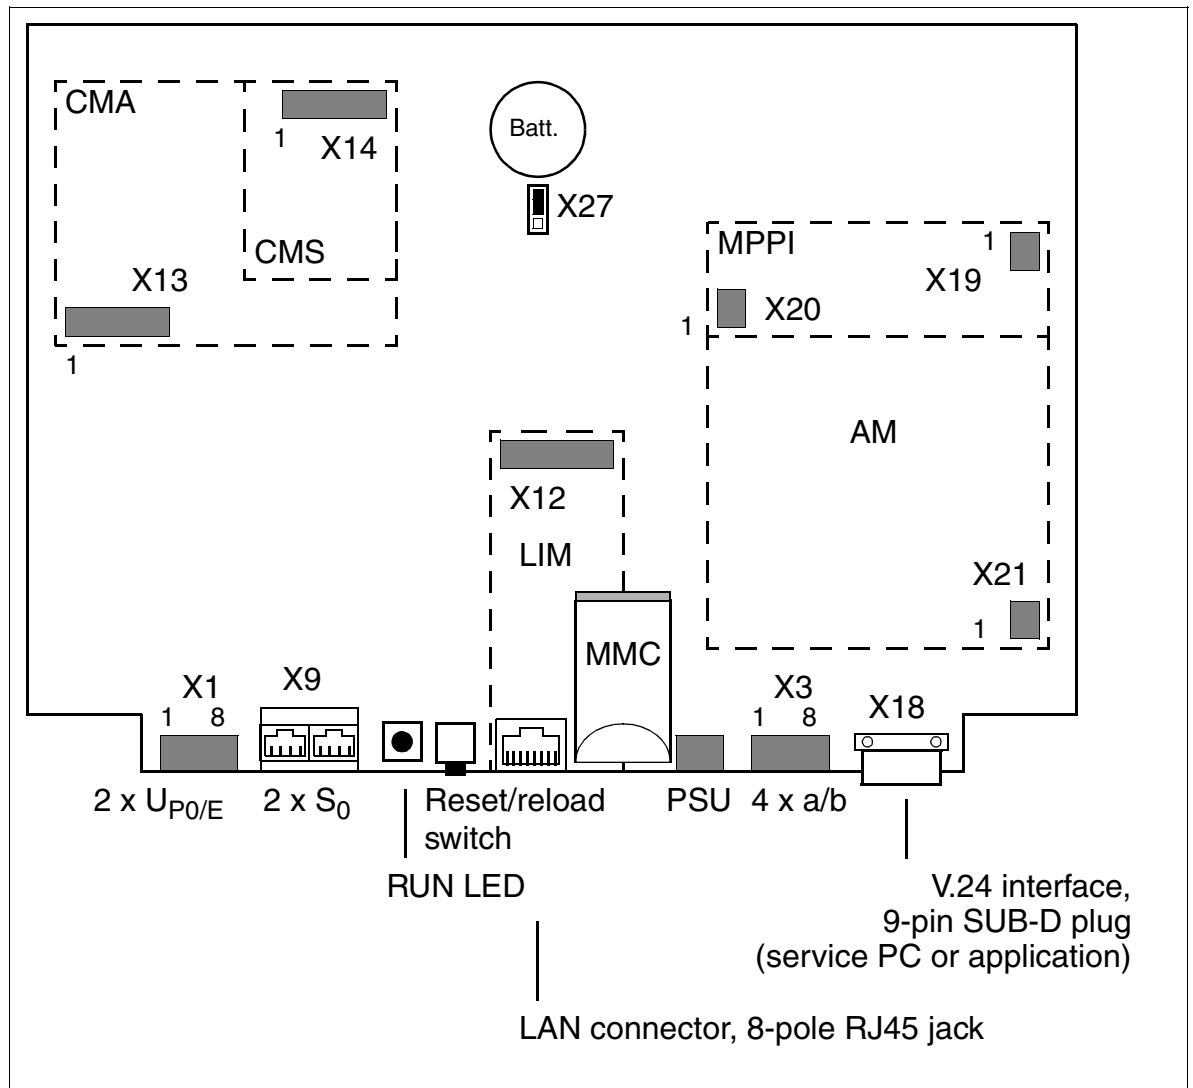 CMA
1
X14
CMS
X13
1
Batt.
X27
MPPI
1
X19
X20
1
AM
X12
LIM
X21
1
MMC
X1
1 8
X9
X3
1 8
X18
2 x UP0/E
2 x S0
Reset/reload
switch
PSU
4 x a/b
RUN LED
V.24 interface,
9-pin SUB-D plug
(service PC or application)
LAN connector, 8-pole RJ45 jack